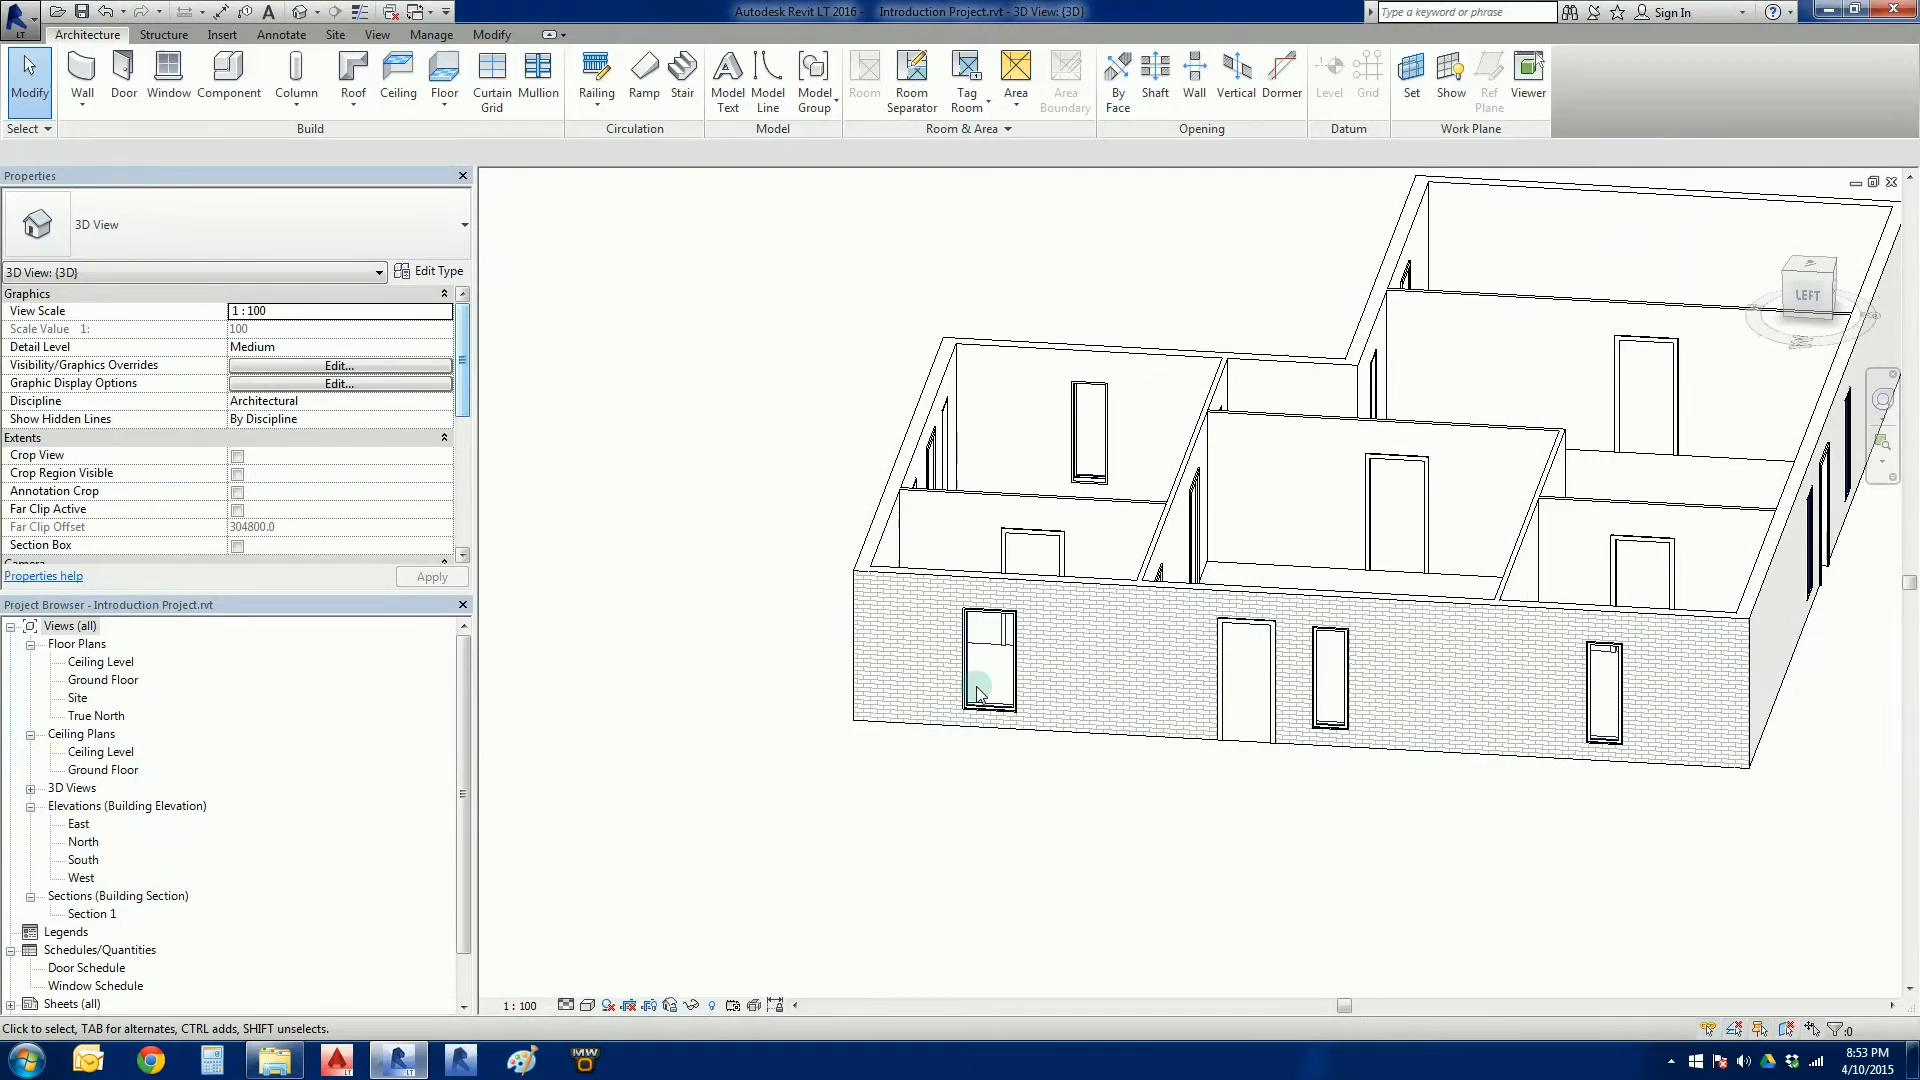 Autodesk Revit LT 2016 - Introduction Project.rvt - 3D View: {3D}
Type a keyword or phrase
Sign In
LT
Architecture Structure Insert Annotate Site View Manage Modify
Modify Wall Door Window Component Column Roof Ceiling Floor Curtain Grid Mullion Railing Ramp Stair Model Text Model Line Model Group Room Room Separator Tag Room Area Area Boundary By Face Shaft Wall Vertical Dormer Level Grid Set Show Ref Plane Viewer
Select Build Circulation Model Room & Area Opening Datum Work Plane
Properties
3D View
3D View: {3D} Edit Type
Graphics
View Scale 1 : 100
Scale Value 1: 100
Detail Level Medium
Visibility/Graphics Overrides Edit...
Graphic Display Options Edit...
Discipline Architectural
Show Hidden Lines By Discipline
Extents
Crop View
Crop Region Visible
Annotation Crop
Far Clip Active
Far Clip Offset 304800.0
Section Box
Properties help Apply
Project Browser - Introduction Project.rvt
Views (all)
Floor Plans
Ceiling Level
Ground Floor
Site
True North
Ceiling Plans
Ceiling Level
Ground Floor
3D Views
Elevations (Building Elevation)
East
North
South
West
Sections (Building Section)
Section 1
Legends
Schedules/Quantities
Door Schedule
Window Schedule
Sheets (all)
LEFT
1 : 100
Click to select, TAB for alternates, CTRL adds, SHIFT unselects.
:0
LT
LT
MW
8:53 PM
4/10/2015